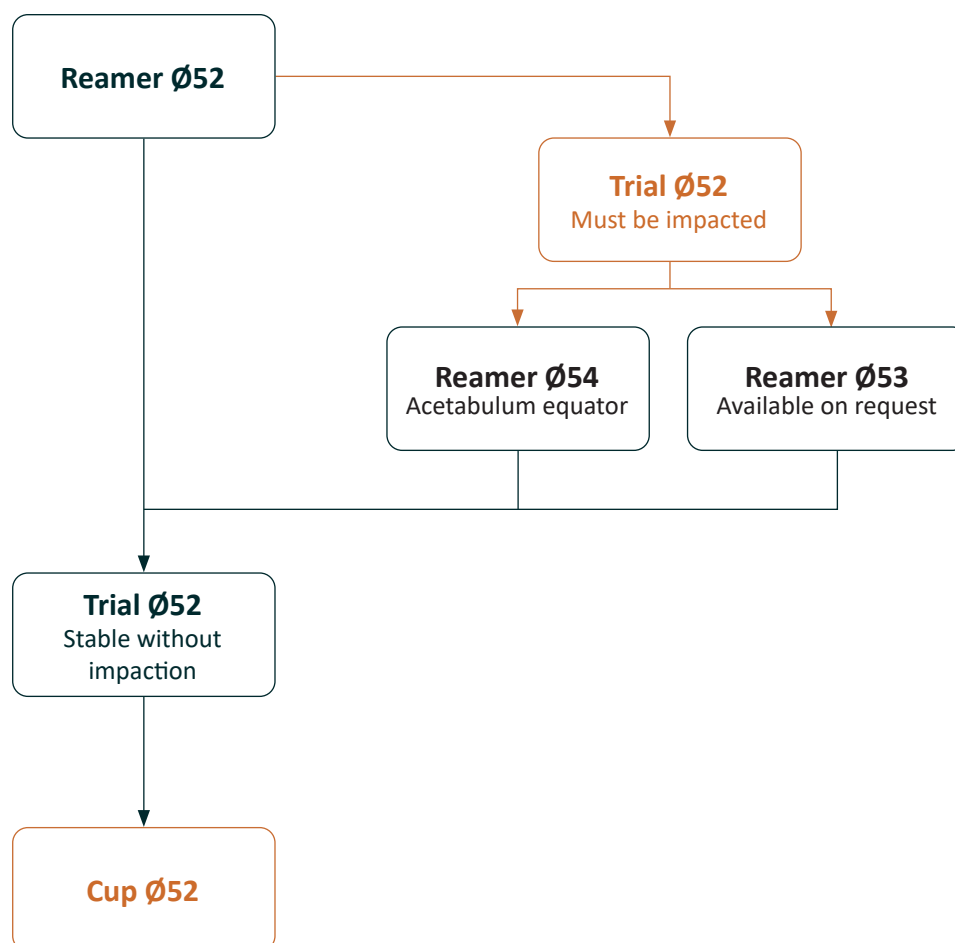 Reamer Ø52
Trial Ø52
Must be impacted
Reamer Ø54
Acetabulum equator
Reamer Ø53
Available on request
Trial Ø52
Stable without
impaction
Cup Ø52